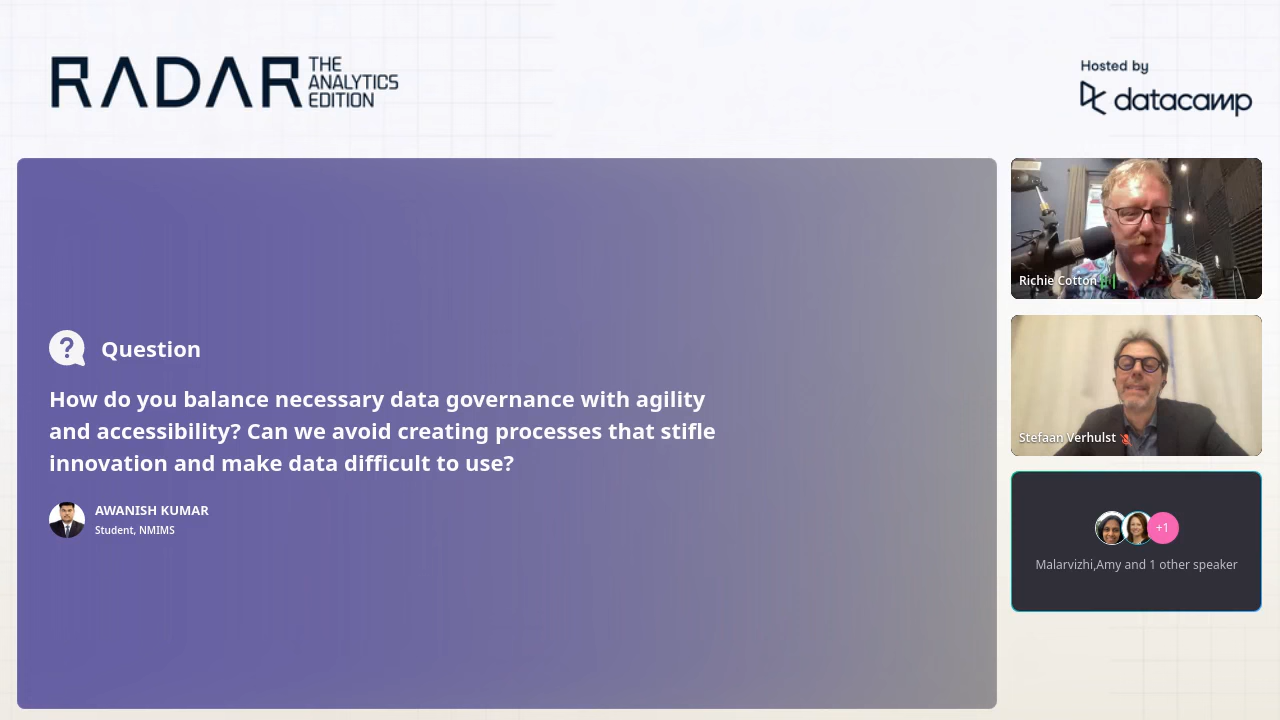 RADAR THE
ANALYTICS
EDITION
Hosted by
datacamp
Question
How do you balance necessary data governance with agility
and accessibility? Can we avoid creating processes that stifle
innovation and make data difficult to use?
AWANISH KUMAR
Student, NMIMS
Richie Cotton
Stefaan Verhulst
+1
Malarvizhi,Amy and 1 other speaker